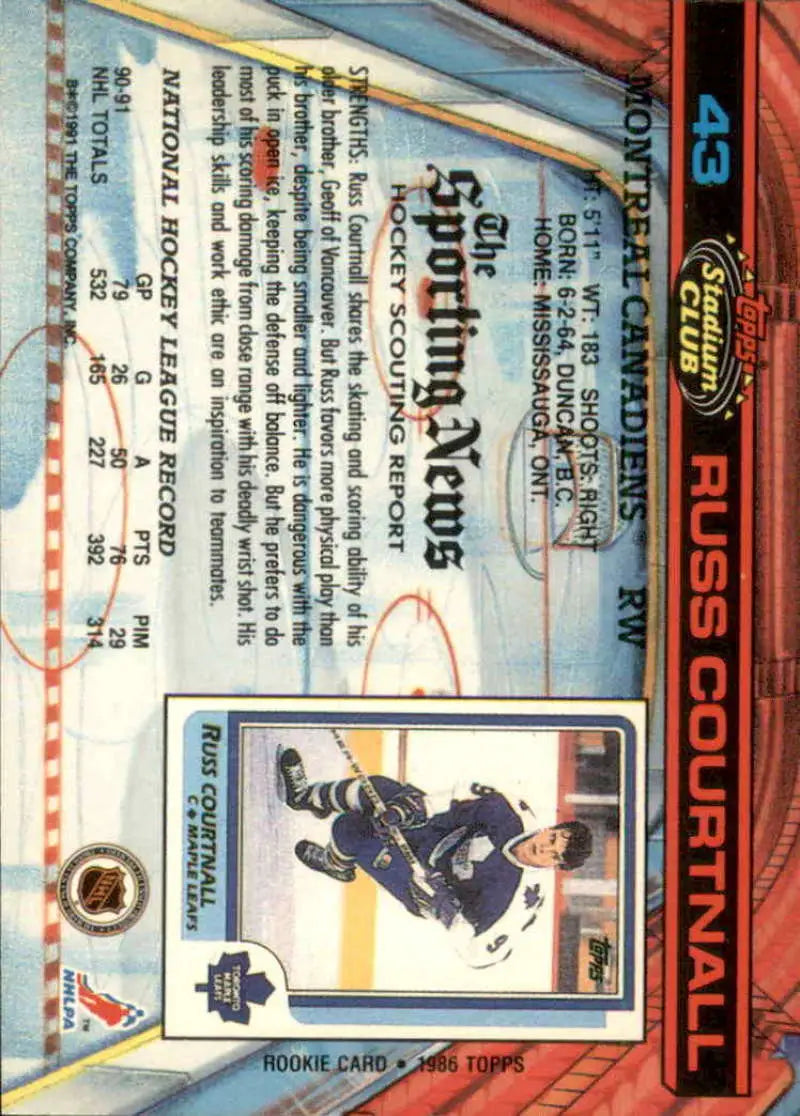 43
Topps
Stadium
CLUB
RUSS COURTNALL
MONTREAL CANADIENS RW
HT: 5'11" WT: 183 SHOOTS: RIGHT
BORN: 6-2-64, DUNCAN, B.C.
HOME: MISSISSAUGA, ONT.
The
Sporting News
HOCKEY SCOUTING REPORT
STRENGTHS: Russ Courtnall shares the skating and scoring ability of his
older brother, Geoff of Vancouver. But Russ favors more physical play than
his brother, despite being smaller and lighter. He is dangerous with the
puck in open ice, keeping the defense off balance. But he prefers to do
most of his scoring damage from close range with his deadly wrist shot. His
leadership skills and work ethic are an inspiration to teammates.
NATIONAL HOCKEY LEAGUE RECORD
GP G A PTS PIM
90-91 79 26 50 76 29
NHL TOTALS 532 165 227 392 314
B#©1991 THE TOPPS COMPANY, INC.
topps
9
RUSS COURTNALL
C • MAPLE LEAFS
TORONTO
MAPLE
LEAFS
ROOKIE CARD • 1986 TOPPS
NHL
NHLPA
TM